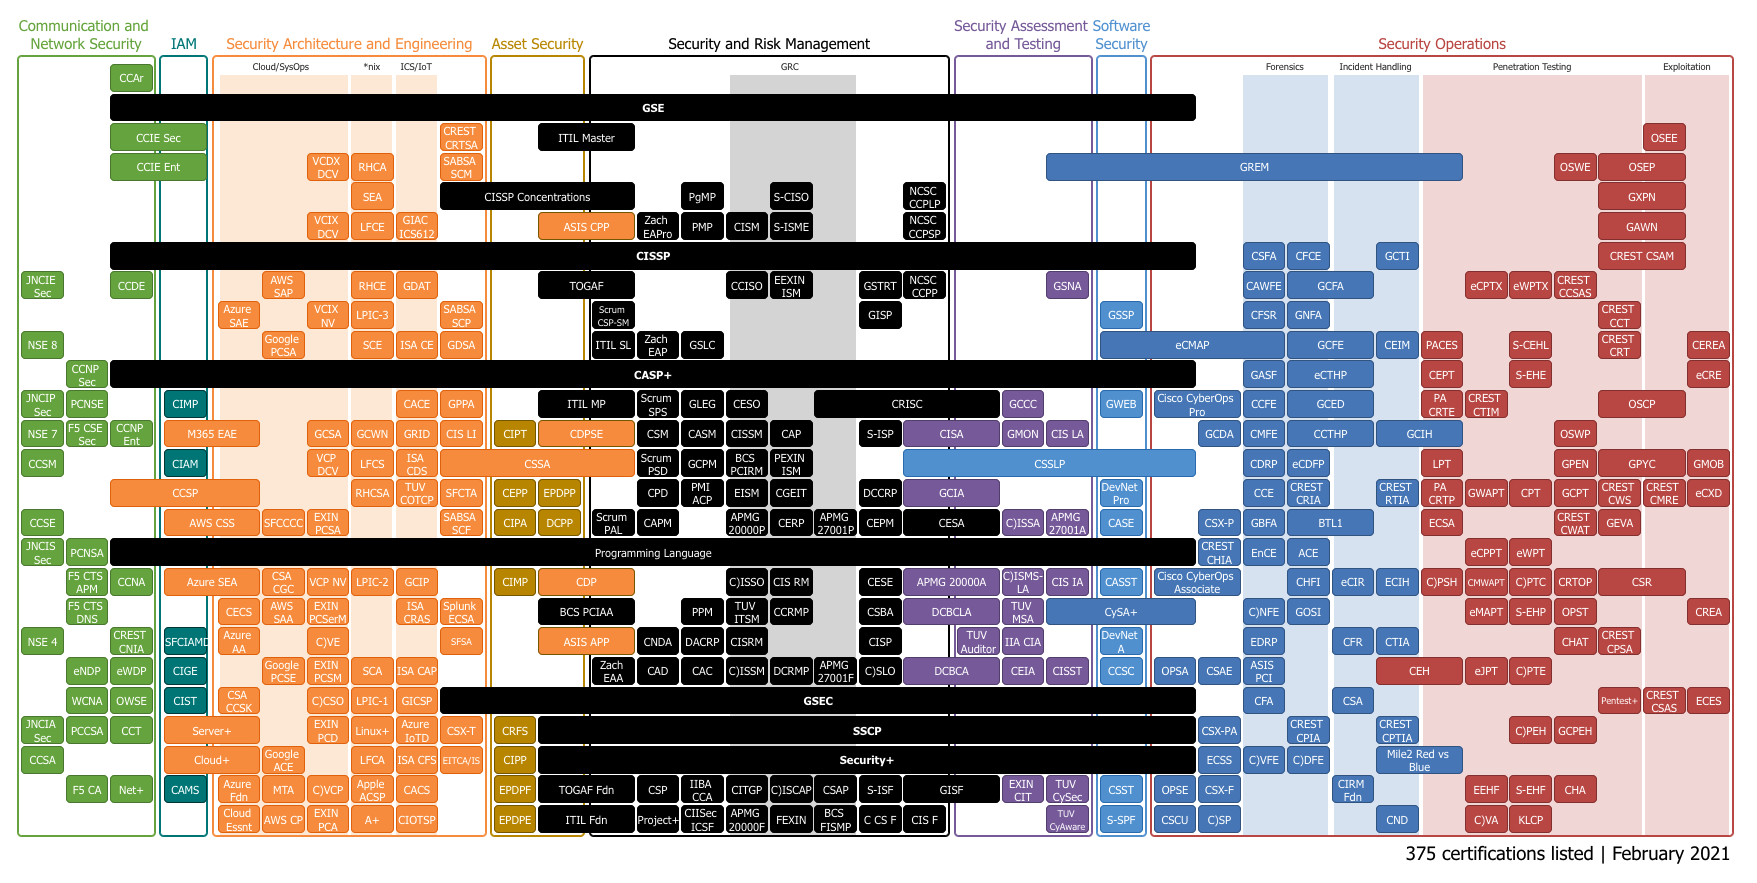 Communication and
Network Security
IAM
Security Architecture and Engineering
Asset Security
Security and Risk Management
Security Assessment
and Testing
Software
Security
Security Operations
Cloud/SysOps
*nix
ICS/IoT
GRC
Forensics
Incident Handling
Penetration Testing
Exploitation
CCAr
GSE
CCIE Sec
CREST
CRTSA
ITIL Master
OSEE
CCIE Ent
VCDX
DCV
RHCA
SABSA
SCM
GREM
OSWE
OSEP
SEA
CISSP Concentrations
PgMP
S-CISO
NCSC
CCPLP
GXPN
VCIX
DCV
LFCE
GIAC
ICS612
ASIS CPP
Zach
EAPro
PMP
CISM
S-ISME
NCSC
CCPSP
GAWN
CISSP
CSFA
CFCE
GCTI
CREST CSAM
JNCIE
Sec
CCDE
AWS
SAP
RHCE
GDAT
TOGAF
CCISO
EEXIN
ISM
GSTRT
NCSC
CCPP
GSNA
CAWFE
GCFA
eCPTX
eWPTX
CREST
CCSAS
Azure
SAE
VCIX
NV
LPIC-3
SABSA
SCP
Scrum
CSP-SM
GISP
GSSP
CFSR
GNFA
CREST
CCT
NSE 8
Google
PCSA
SCE
ISA CE
GDSA
ITIL SL
Zach
EAP
GSLC
eCMAP
GCFE
CEIM
PACES
S-CEHL
CREST
CRT
CEREA
CCNP
Sec
CASP+
GASF
eCTHP
CEPT
S-EHE
eCRE
JNCIP
Sec
PCNSE
CIMP
CACE
GPPA
ITIL MP
Scrum
SPS
GLEG
CESO
CRISC
GCCC
GWEB
Cisco CyberOps
Pro
CCFE
GCED
PA
CRTE
CREST
CTIM
OSCP
NSE 7
F5 CSE
Sec
CCNP
Ent
M365 EAE
GCSA
GCWN
GRID
CIS LI
CIPT
CDPSE
CSM
CASM
CISSM
CAP
S-ISP
CISA
GMON
CIS LA
GCDA
CMFE
CCTHP
GCIH
OSWP
CCSM
CIAM
VCP
DCV
LFCS
ISA
CDS
CSSA
Scrum
PSD
GCPM
BCS
PCIRM
PEXIN
ISM
CSSLP
CDRP
eCDFP
LPT
GPEN
GPYC
GMOB
CCSP
RHCSA
TUV
COTCP
SFCTA
CEPP
EPDPP
CPD
PMI
ACP
EISM
CGEIT
DCCRP
GCIA
DevNet
Pro
CCE
CREST
CRIA
CREST
RTIA
PA
CRTP
GWAPT
CPT
GCPT
CREST
CWS
CREST
CMRE
eCXD
CCSE
AWS CSS
SFCCCC
EXIN
PCSA
SABSA
SCF
CIPA
DCPP
Scrum
PAL
CAPM
APMG
20000P
CERP
APMG
27001P
CEPM
CESA
C)ISSA
APMG
27001A
CASE
CSX-P
GBFA
BTL1
ECSA
CREST
CWAT
GEVA
JNCIS
Sec
PCNSA
Programming Language
CREST
CHIA
EnCE
ACE
eCPPT
eWPT
F5 CTS
APM
CCNA
Azure SEA
CSA
CGC
VCP NV
LPIC-2
GCIP
CIMP
CDP
C)ISSO
CIS RM
CESE
APMG 20000A
C)ISMS-
LA
CIS IA
CASST
Cisco CyberOps
Associate
CHFI
eCIR
ECIH
C)PSH
CMWAPT
C)PTC
CRTOP
CSR
F5 CTS
DNS
CECS
AWS
SAA
EXIN
PCSerM
ISA
CRAS
Splunk
ECSA
BCS PCIAA
PPM
TUV
ITSM
CCRMP
CSBA
DCBCLA
TUV
MSA
CySA+
C)NFE
GOSI
eMAPT
S-EHP
OPST
CREA
NSE 4
CREST
CNIA
SFCIAMD
Azure
AA
C)VE
SFSA
ASIS APP
CNDA
DACRP
CISRM
CISP
TUV
Auditor
IIA CIA
DevNet
A
EDRP
CFR
CTIA
CHAT
CREST
CPSA
eNDP
eWDP
CIGE
Google
PCSE
EXIN
PCSM
SCA
ISA CAP
Zach
EAA
CAD
CAC
C)ISSM
DCRMP
APMG
27001F
C)SLO
DCBCA
CEIA
CISST
CCSC
OPSA
CSAE
ASIS
PCI
CEH
eJPT
C)PTE
WCNA
OWSE
CIST
CSA
CCSK
C)CSO
LPIC-1
GICSP
GSEC
CFA
CSA
Pentest+
CREST
CSAS
ECES
JNCIA
Sec
PCCSA
CCT
Server+
EXIN
PCD
Linux+
Azure
IoTD
CSX-T
CRFS
SSCP
CSX-PA
CREST
CPIA
CREST
CPTIA
C)PEH
GCPEH
CCSA
Cloud+
Google
ACE
LFCA
ISA CFS
EITCA/IS
CIPP
Security+
ECSS
C)VFE
C)DFE
Mile2 Red vs
Blue
F5 CA
Net+
CAMS
Azure
Fdn
MTA
C)VCP
Apple
ACSP
CACS
EPDPF
TOGAF Fdn
CSP
IIBA
CCA
CITGP
C)ISCAP
CSAP
S-ISF
GISF
EXIN
CIT
TUV
CySec
CSST
OPSE
CSX-F
CIRM
Fdn
EEHF
S-EHF
CHA
Cloud
Essnt
AWS CP
EXIN
PCA
A+
CIOTSP
EPDPE
ITIL Fdn
Project+
CIISec
ICSF
APMG
20000F
FEXIN
BCS
FISMP
C CS F
CIS F
TUV
CyAware
S-SPF
CSCU
C)SP
CND
C)VA
KLCP
375 certifications listed | February 2021